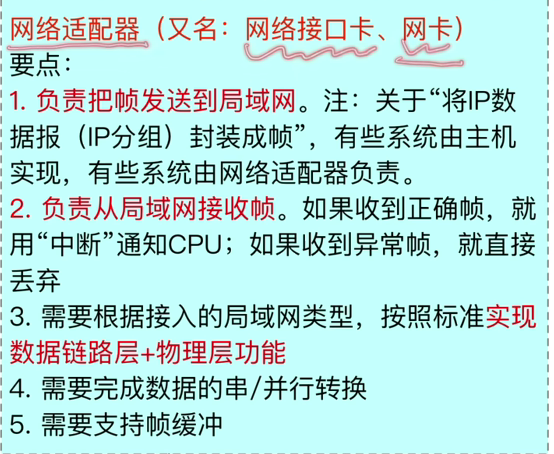 网络适配器（又名：网络接口卡、网卡）
要点：
1. 负责把帧发送到局域网。注：关于“将IP数
据报（IP分组）封装成帧”，有些系统由主机
实现，有些系统由网络适配器负责。
2. 负责从局域网接收帧。如果收到正确帧，就
用“中断”通知CPU；如果收到异常帧，就直接
丢弃
3. 需要根据接入的局域网类型，按照标准实现
数据链路层+物理层功能
4. 需要完成数据的串/并行转换
5. 需要支持帧缓冲